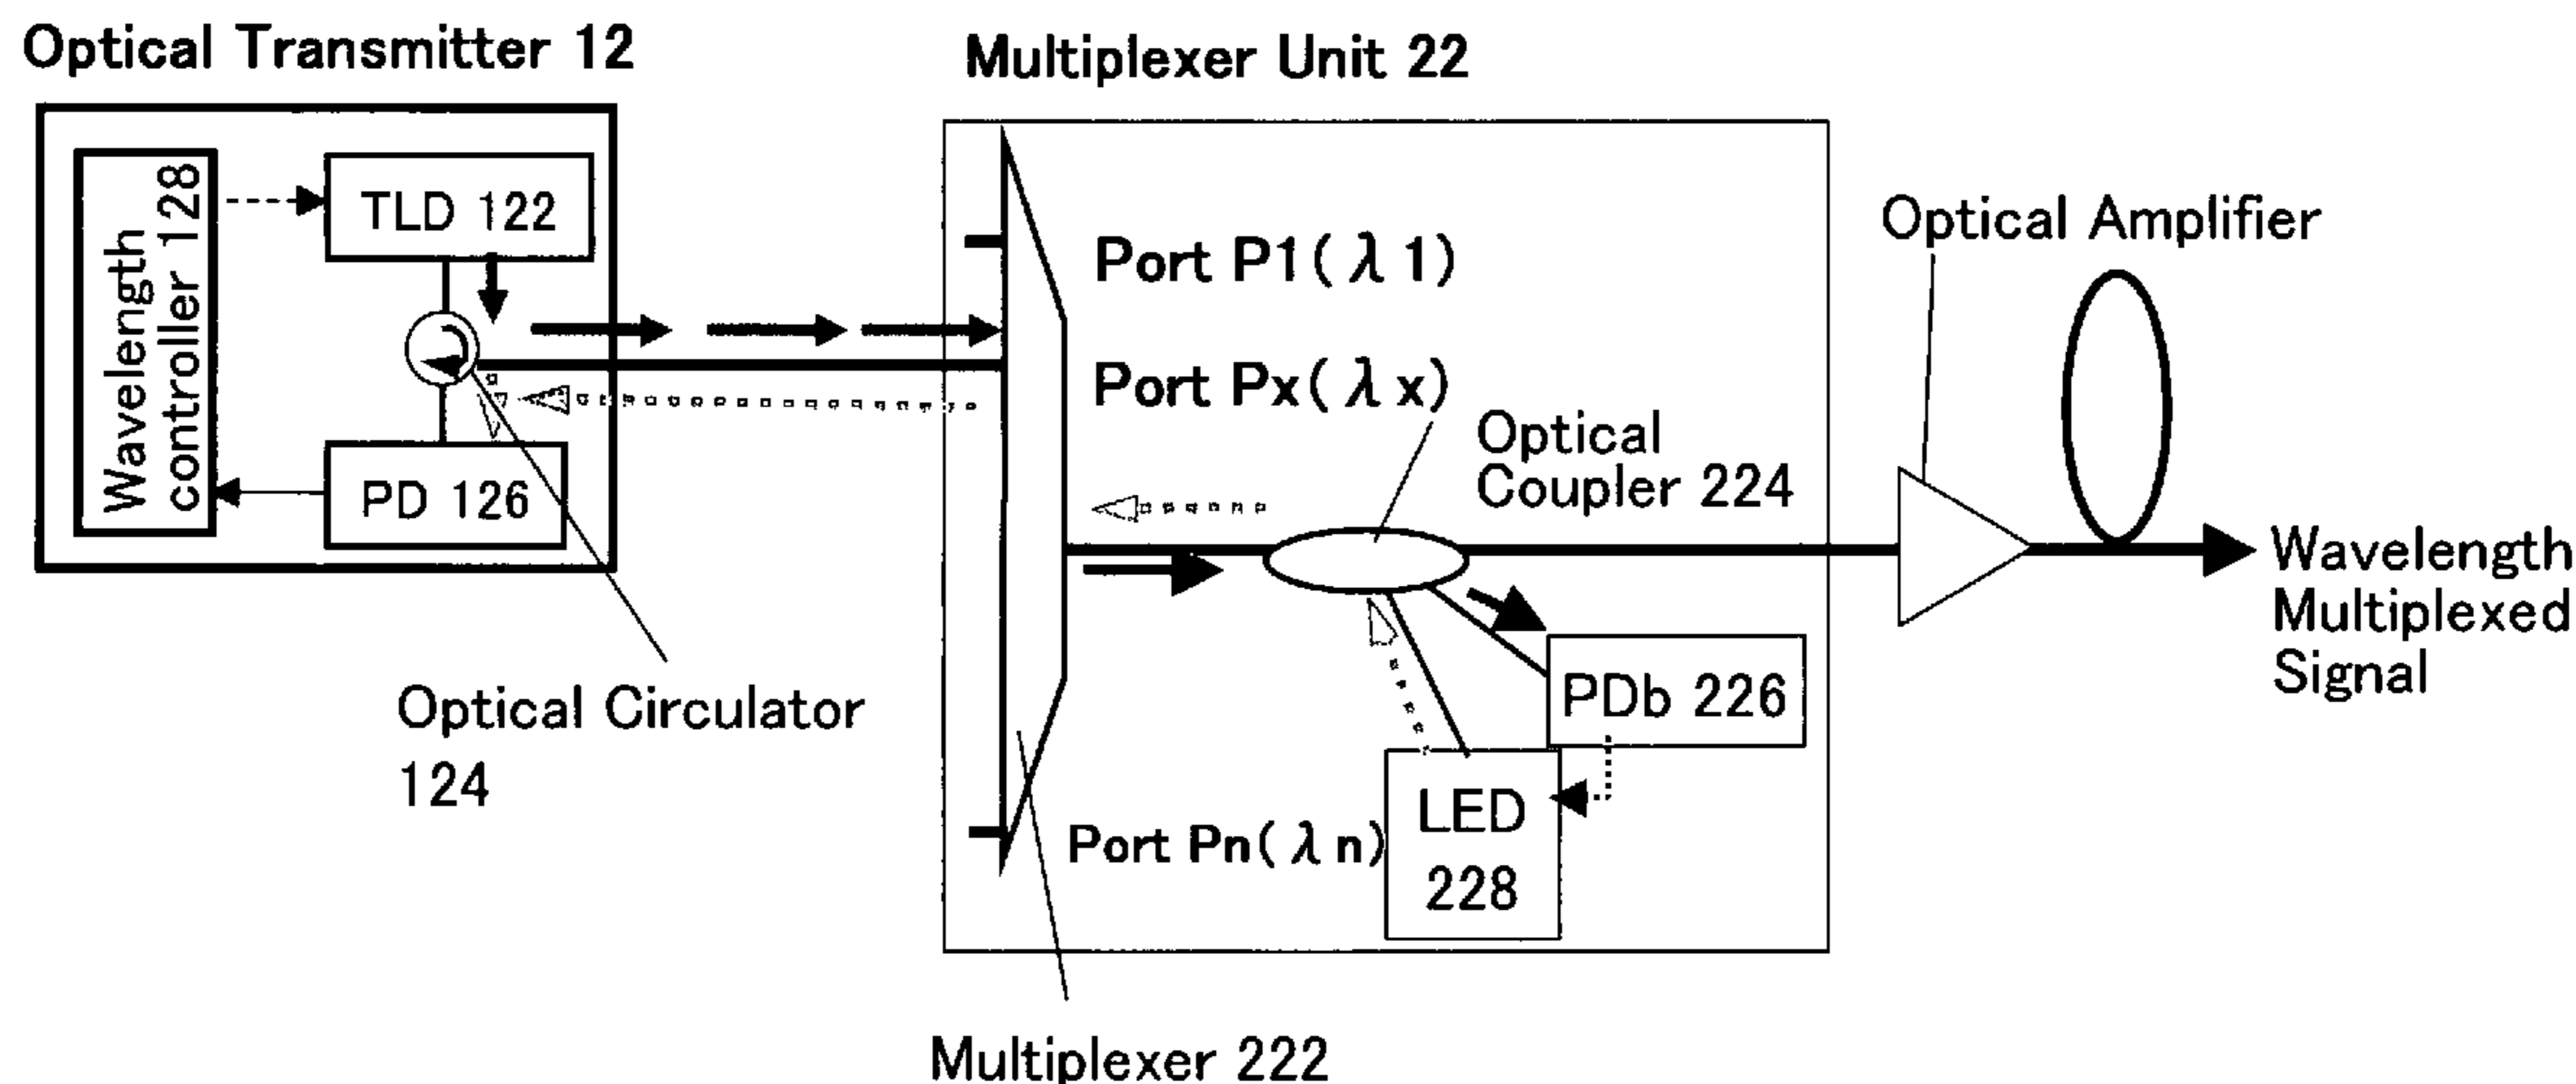 Optical Transmitter 12
Multiplexer Unit 22
Wavelength
controller 128
TLD 122
PD 126
Optical Circulator
124
Port P1(λ1)
Port Px(λx)
Optical
Coupler 224
Port Pn(λn)
PDb 226
LED
228
Multiplexer 222
Optical Amplifier
Wavelength
Multiplexed
Signal